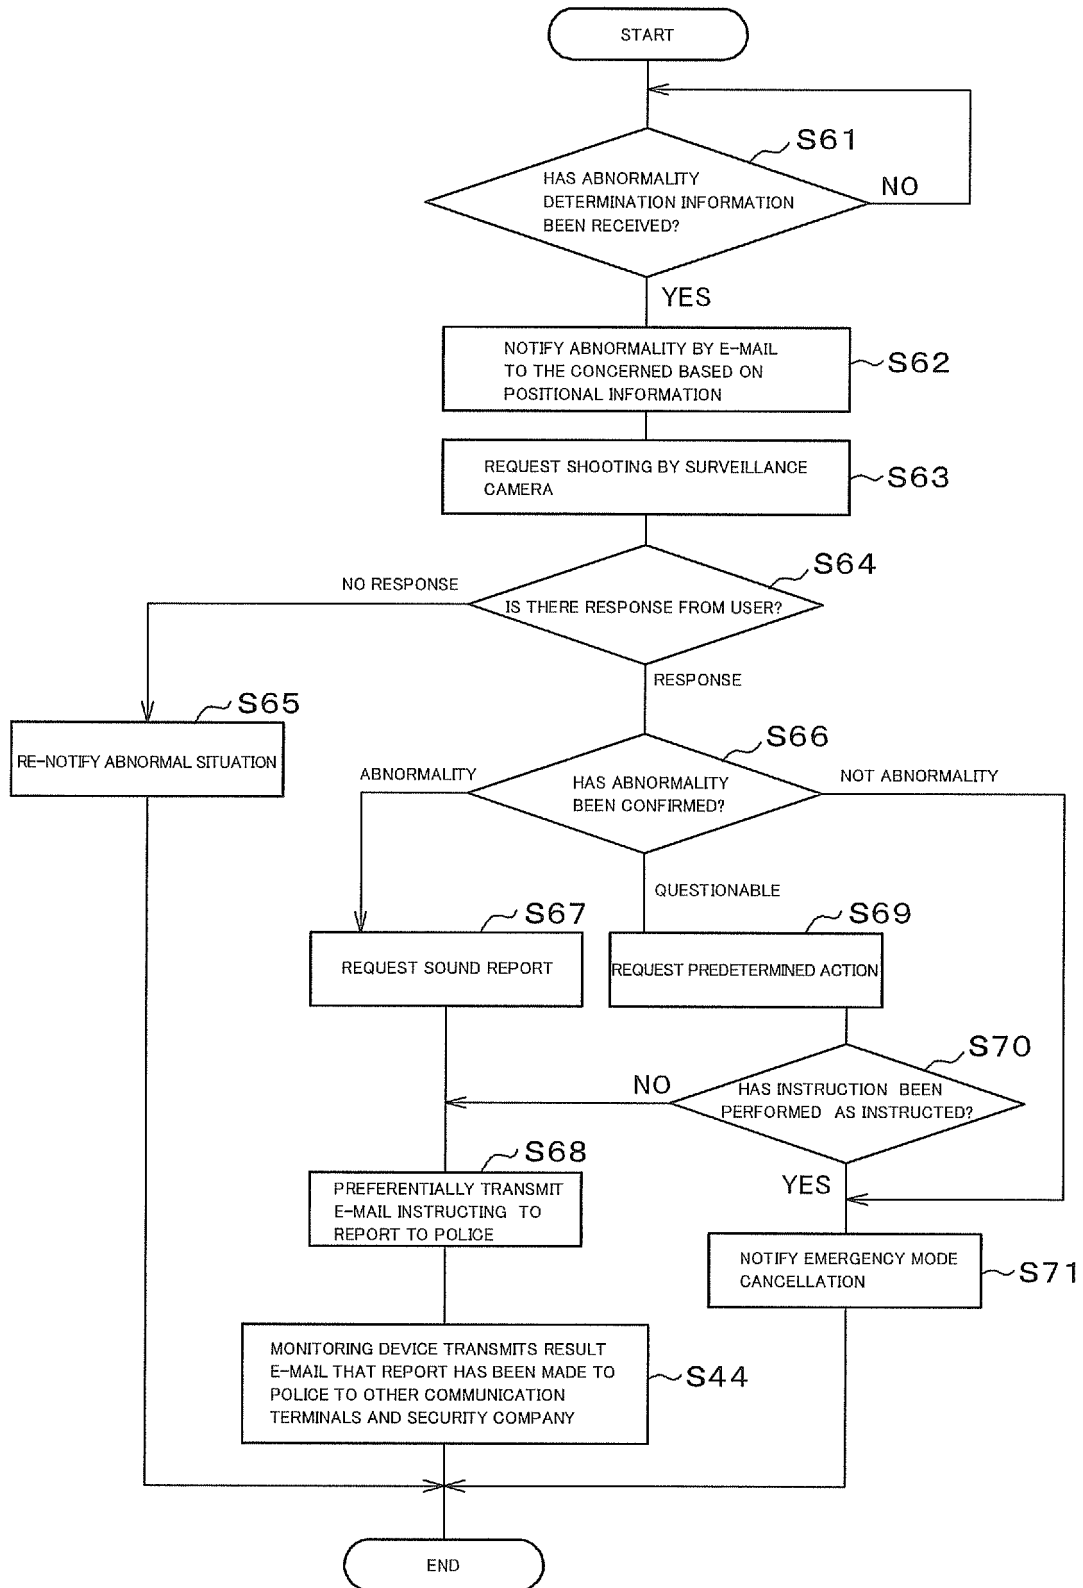 START
S61
HAS ABNORMALITY
DETERMINATION INFORMATION
BEEN RECEIVED?
NO
YES
NOTIFY ABNORMALITY BY E-MAIL
TO THE CONCERNED BASED ON
POSITIONAL INFORMATION
S62
REQUEST SHOOTING BY SURVEILLANCE
CAMERA
S63
S64
NO RESPONSE
IS THERE RESPONSE FROM USER?
RESPONSE
S65
RE-NOTIFY ABNORMAL SITUATION
S66
ABNORMALITY
HAS ABNORMALITY
BEEN CONFIRMED?
NOT ABNORMALITY
QUESTIONABLE
S67
REQUEST SOUND REPORT
S69
REQUEST PREDETERMINED ACTION
S70
NO
HAS INSTRUCTION BEEN
PERFORMED AS INSTRUCTED?
YES
S68
PREFERENTIALLY TRANSMIT
E-MAIL INSTRUCTING TO
REPORT TO POLICE
NOTIFY EMERGENCY MODE
CANCELLATION
S71
MONITORING DEVICE TRANSMITS RESULT
E-MAIL THAT REPORT HAS BEEN MADE TO
POLICE TO OTHER COMMUNICATION
TERMINALS AND SECURITY COMPANY
S44
END